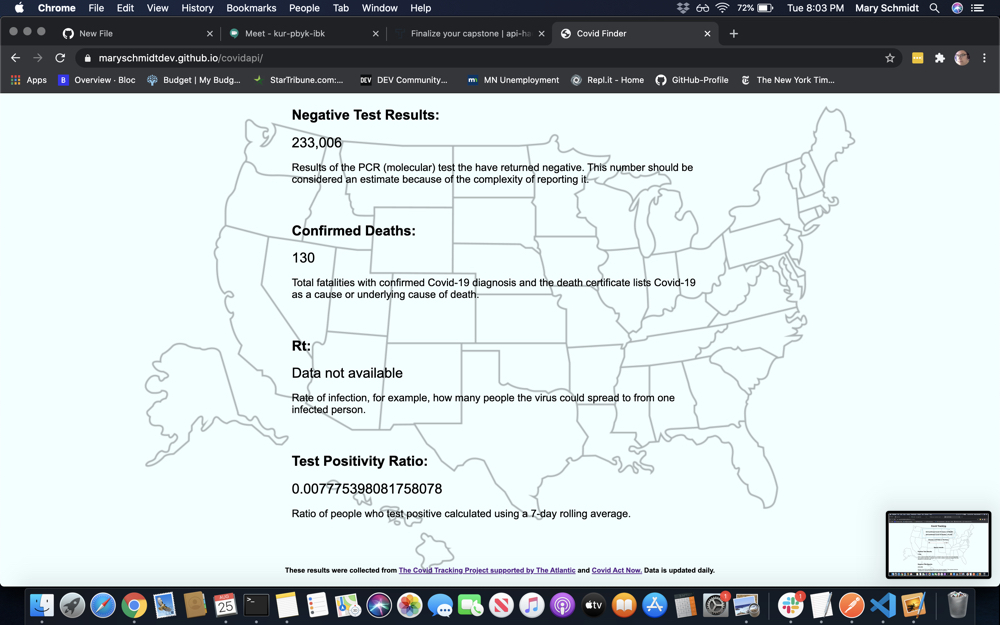 Chrome File Edit View History Bookmarks People Tab Window Help 72% Tue 8:03 PM Mary Schmidt
New File Meet - kur-pbyk-ibk Finalize your capstone | api-ha Covid Finder
maryschmidtdev.github.io/covidapi/
Apps Overview · Bloc Budget | My Budg... StarTribune.com:... DEV DEV Community... MN Unemployment Repl.it - Home GitHub-Profile The New York Tim...
Negative Test Results:
233,006
Results of the PCR (molecular) test the have returned negative. This number should be
considered an estimate because of the complexity of reporting it.
Confirmed Deaths:
130
Total fatalities with confirmed Covid-19 diagnosis and the death certificate lists Covid-19
as a cause or underlying cause of death.
Rt:
Data not available
Rate of infection, for example, how many people the virus could spread to from one
infected person.
Test Positivity Ratio:
0.007775398081758078
Ratio of people who test positive calculated using a 7-day rolling average.
These results were collected from The Covid Tracking Project supported by The Atlantic and Covid Act Now. Data is updated daily.
25
tv
1
1